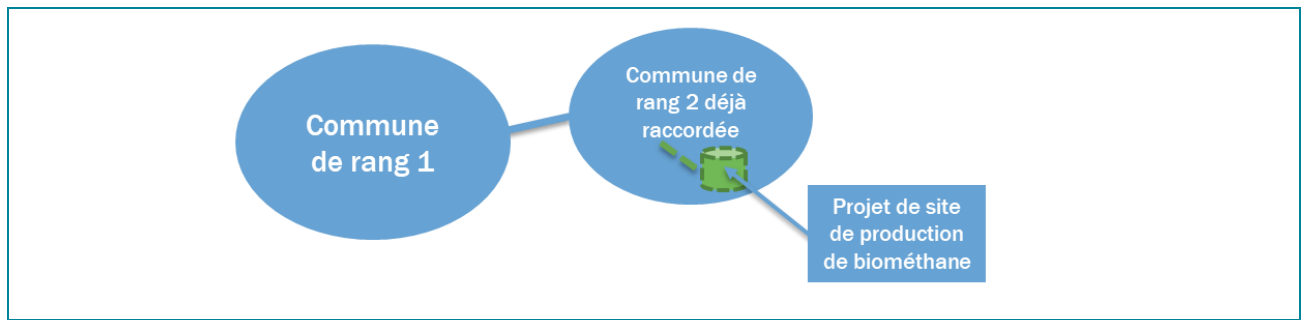 Commune
de rang 1
Commune de
rang 2 déjà
raccordée
Projet de site
de production
de biométhane